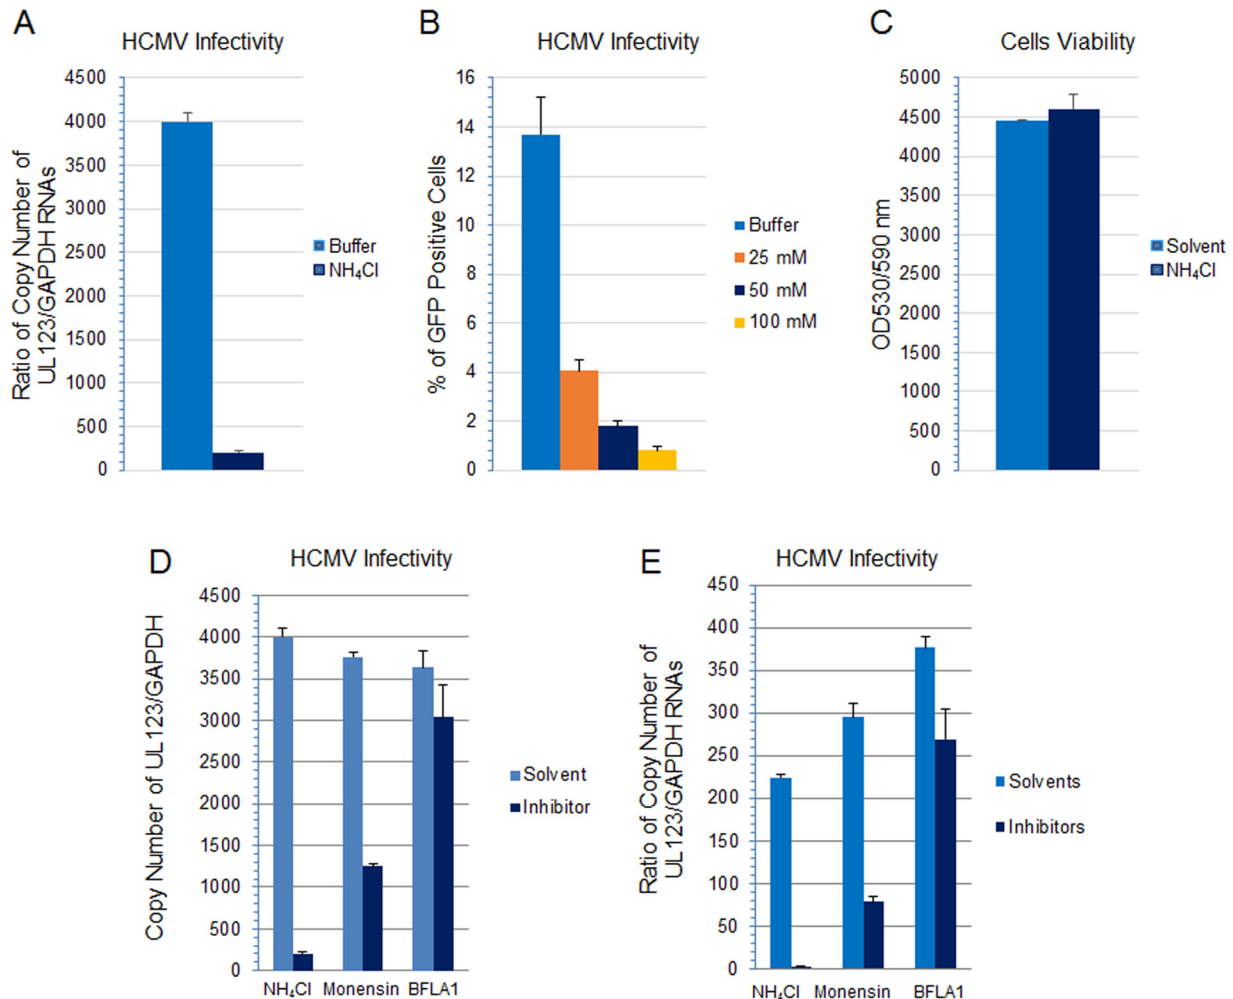 A
HCMV Infectivity
Ratio of Copy Number of
UL123/GAPDH RNAs
4500
4000
3500
3000
2500
2000
1500
1000
500
0
Buffer
NH₄Cl
B
HCMV Infectivity
% of GFP Positive Cells
16
14
12
10
8
6
4
2
0
Buffer
25 mM
50 mM
100 mM
C
Cells Viability
OD530/590 nm
5000
4500
4000
3500
3000
2500
2000
1500
1000
500
0
Solvent
NH₄Cl
D
HCMV Infectivity
Copy Number of UL123/GAPDH
4500
4000
3500
3000
2500
2000
1500
1000
500
0
NH₄Cl Monensin BFLA1
Solvent
Inhibitor
E
HCMV Infectivity
Ratio of Copy Number of
UL123/GAPDH RNAs
450
400
350
300
250
200
150
100
50
0
NH₄Cl Monensin BFLA1
Solvents
Inhibitors